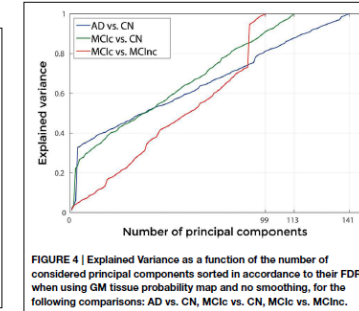 1
AD vs. CN
MCIc vs. CN
MCIc vs. MCInc
0.8
0.6
0.4
0.2
0
Explained variance
0 99 113 141
Number of principal components
FIGURE 4 | Explained Variance as a function of the number of
considered principal components sorted in accordance to their FDR
when using GM tissue probability map and no smoothing, for the
following comparisons: AD vs. CN, MCIc vs. CN, MCIc vs. MCInc.